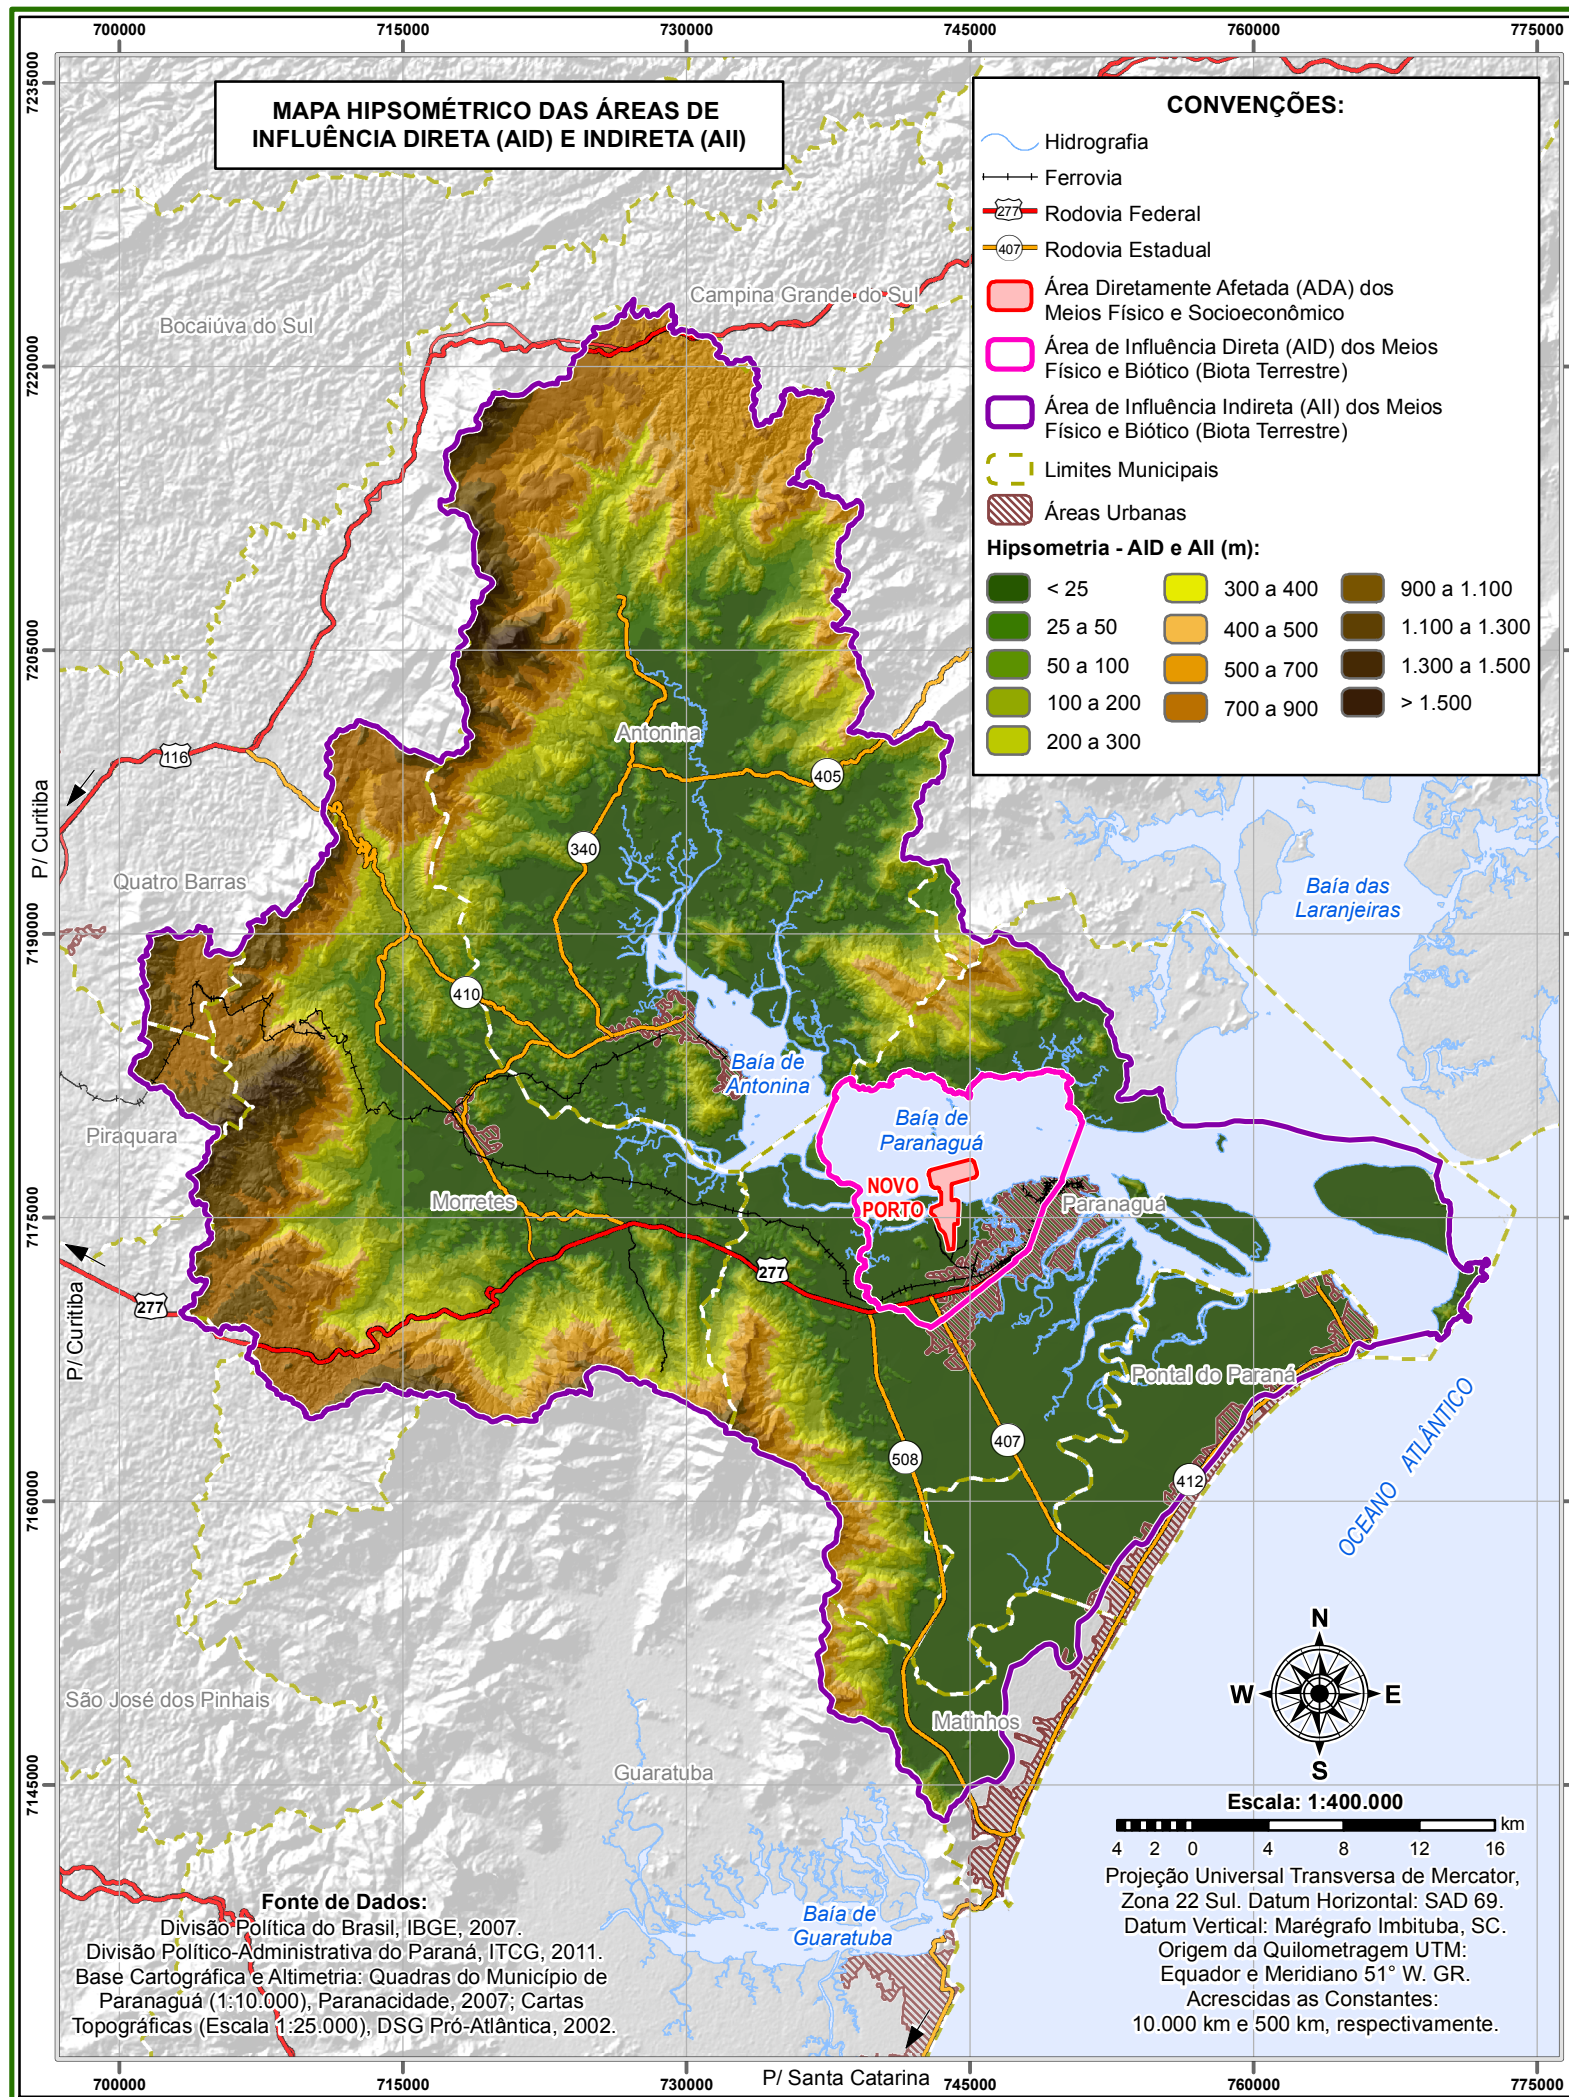 700000
715000
730000
745000
760000
775000
7235000
7220000
7205000
7190000
7175000
7160000
7145000
MAPA HIPSOMÉTRICO DAS ÁREAS DE
INFLUÊNCIA DIRETA (AID) E INDIRETA (AII)
CONVENÇÕES:
Hidrografia
Ferrovia
277
Rodovia Federal
407
Rodovia Estadual
Área Diretamente Afetada (ADA) dos
Meios Físico e Socioeconômico
Área de Influência Direta (AID) dos Meios
Físico e Biótico (Biota Terrestre)
Área de Influência Indireta (AII) dos Meios
Físico e Biótico (Biota Terrestre)
Limites Municipais
Áreas Urbanas
Hipsometria - AID e AII (m):
< 25
25 a 50
50 a 100
100 a 200
200 a 300
300 a 400
400 a 500
500 a 700
700 a 900
900 a 1.100
1.100 a 1.300
1.300 a 1.500
> 1.500
Campina Grande do Sul
Bocaiúva do Sul
Antonina
116
405
P/ Curitiba
340
Quatro Barras
Baía das
Laranjeiras
410
Baía de
Antonina
Baía de
Paranaguá
Piraquara
NOVO
PORTO
Morretes
Paranaguá
277
277
P/ Curitiba
Pontal do Paraná
OCEANO ATLÂNTICO
407
508
412
São José dos Pinhais
Matinhos
Guaratuba
Baía de
Guaratuba
N
W
E
S
Escala: 1:400.000
km
4 2 0 4 8 12 16
Projeção Universal Transversa de Mercator,
Zona 22 Sul. Datum Horizontal: SAD 69.
Datum Vertical: Marégrafo Imbituba, SC.
Origem da Quilometragem UTM:
Equador e Meridiano 51° W. GR.
Acrescidas as Constantes:
10.000 km e 500 km, respectivamente.
Fonte de Dados:
Divisão Política do Brasil, IBGE, 2007.
Divisão Político-Administrativa do Paraná, ITCG, 2011.
Base Cartográfica e Altimetria: Quadras do Município de
Paranaguá (1:10.000), Paranacidade, 2007; Cartas
Topográficas (Escala 1:25.000), DSG Pró-Atlântica, 2002.
P/ Santa Catarina
700000
715000
730000
745000
760000
775000